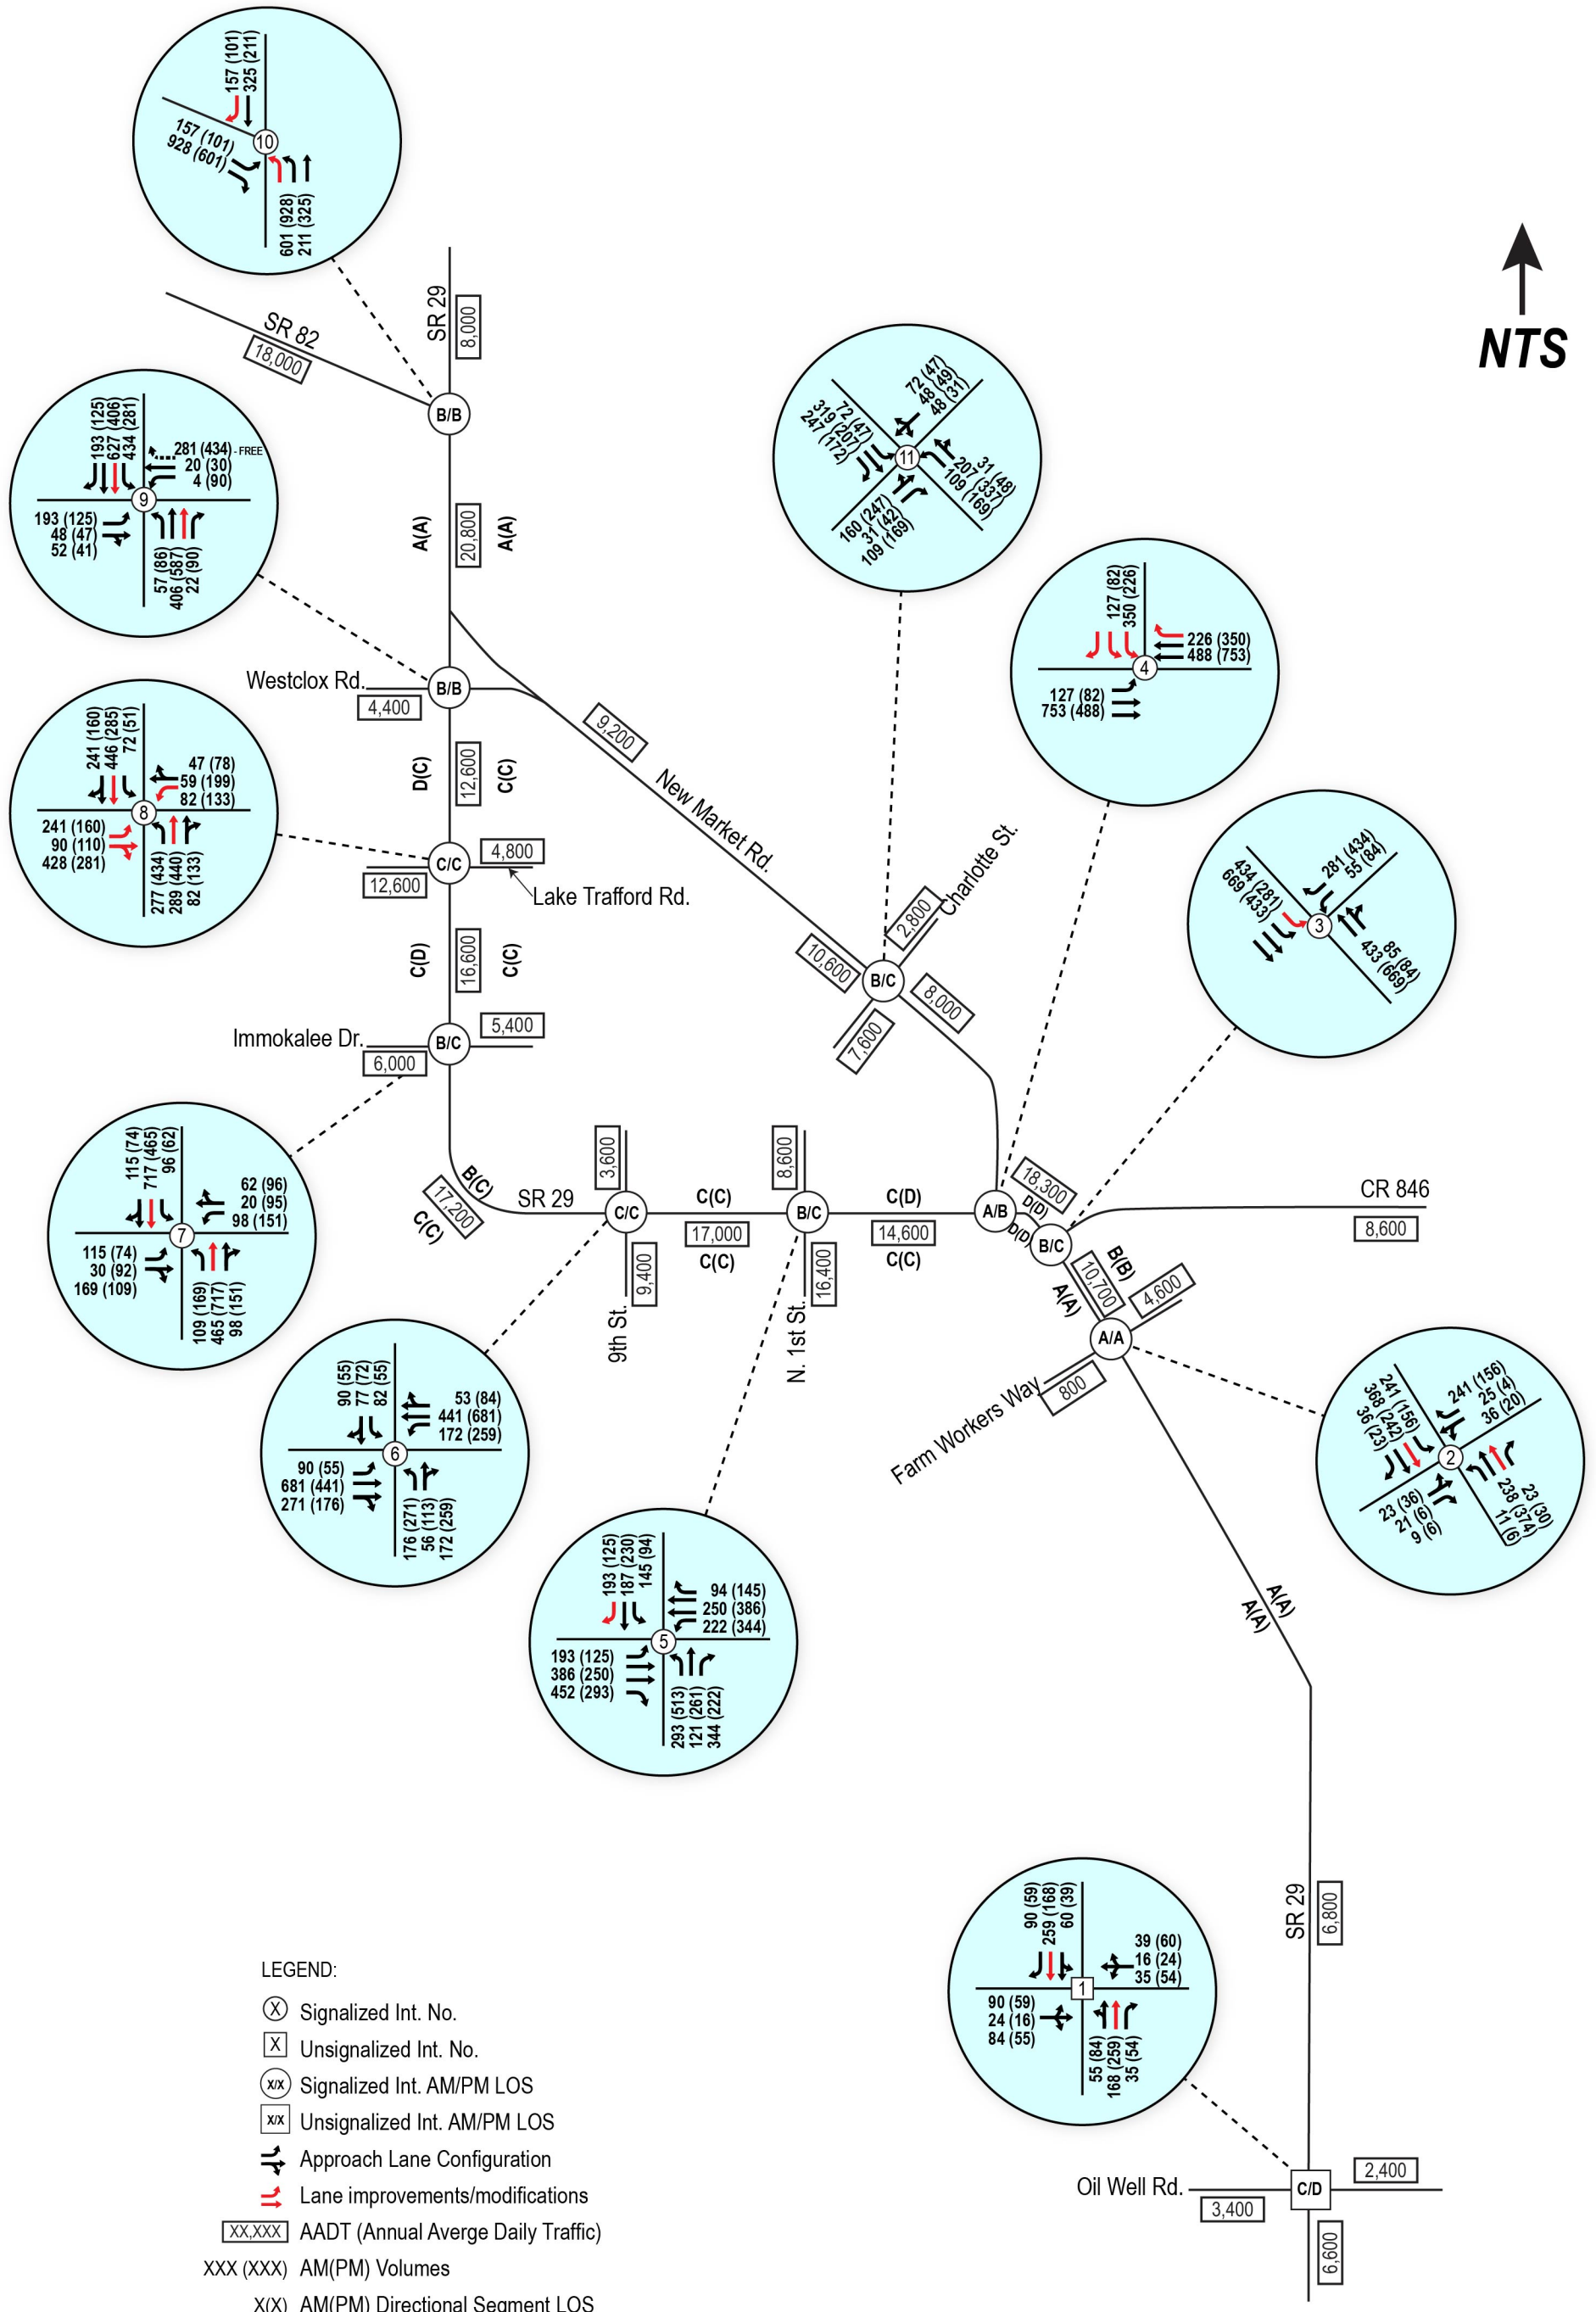 157 (101)
325 (211)
10
157 (101)
928 (601)
601 (928)
211 (325)
NTS
SR 29
8,000
SR 82
18,000
B/B
193 (125)
627 (406)
434 (281)
281 (434) - FREE
20 (30)
4 (90)
9
193 (125)
48 (47)
52 (41)
57 (86)
406 (587)
22 (90)
A(A)
20,800
A(A)
72 (47)
48 (49)
48 (31)
72 (47)
319 (207)
247 (172)
11
31 (48)
207 (337)
109 (169)
160 (247)
31 (42)
109 (169)
127 (82)
350 (226)
226 (350)
488 (753)
4
127 (82)
753 (488)
Westclox Rd.
B/B
4,400
9,200
New Market Rd.
D(C)
12,600
C(C)
241 (160)
446 (285)
72 (51)
47 (78)
59 (199)
82 (133)
8
241 (160)
90 (110)
428 (281)
277 (434)
289 (440)
82 (133)
C/C
4,800
12,600
Lake Trafford Rd.
Charlotte St.
2,800
10,600
B/C
8,000
7,600
281 (434)
55 (84)
434 (281)
669 (433)
3
85 (84)
433 (669)
C(D)
16,600
C(C)
Immokalee Dr.
B/C
5,400
6,000
115 (74)
717 (465)
96 (62)
62 (96)
20 (95)
98 (151)
7
115 (74)
30 (92)
169 (109)
109 (169)
465 (717)
98 (151)
B(C)
17,200
C(C)
SR 29
3,600
C/C
9,400
9th St.
C(C)
17,000
C(C)
8,600
B/C
16,400
N. 1st St.
C(D)
14,600
C(C)
A/B
18,300
D(D)
D(D)
B/C
CR 846
8,600
B(B)
10,700
A(A)
4,600
A/A
Farm Workers Way
800
90 (55)
77 (72)
82 (55)
53 (84)
441 (681)
172 (259)
6
90 (55)
681 (441)
271 (176)
176 (271)
56 (113)
172 (259)
241 (156)
25 (4)
36 (20)
241 (156)
368 (242)
36 (23)
2
23 (36)
21 (6)
9 (6)
23 (30)
238 (374)
11 (6)
193 (125)
187 (230)
145 (94)
94 (145)
250 (386)
222 (344)
5
193 (125)
386 (250)
452 (293)
293 (513)
121 (261)
344 (222)
A(A)
A(A)
SR 29
6,800
90 (59)
259 (168)
60 (39)
39 (60)
16 (24)
35 (54)
1
90 (59)
24 (16)
84 (55)
55 (84)
168 (259)
35 (54)
Oil Well Rd.
C/D
2,400
3,400
6,600
LEGEND:
X Signalized Int. No.
X Unsignalized Int. No.
X/X Signalized Int. AM/PM LOS
X/X Unsignalized Int. AM/PM LOS
Approach Lane Configuration
Lane improvements/modifications
XX,XXX AADT (Annual Averge Daily Traffic)
XXX (XXX) AM(PM) Volumes
X(X) AM(PM) Directional Segment LOS